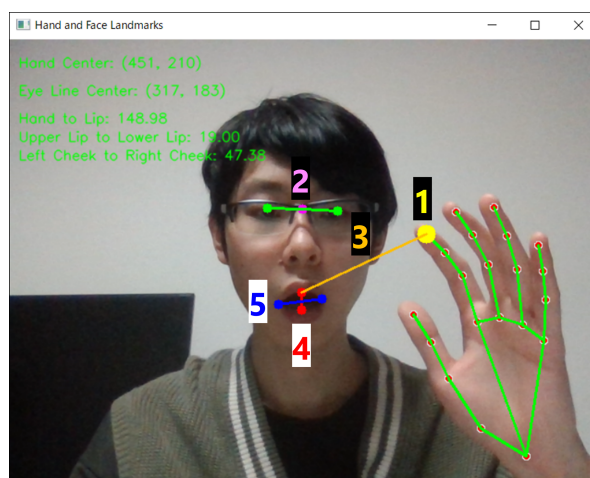 Hand and Face Landmarks
Hand Center: (451, 210)
Eye Line Center: (317, 183)
Hand to Lip: 148.98
Upper Lip to Lower Lip: 19.00
Left Cheek to Right Cheek: 47.38
2
1
3
5
4